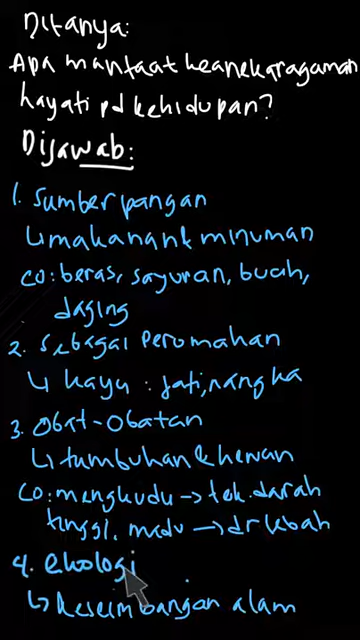 Ditanya:
Apa manfaat keanekaragaman
hayati pd kehidupan?
Dijawab:
1. Sumber pangan
↳ makanan & minuman
co: beras, sayuran, buah,
daging
2. Sebagai perumahan
↳ kayu: jati, nangka
3. Obat-Obatan
↳ tumbuhan & hewan
co: mengkudu → tek. darah
tinggi, madu → dr lebah
4. ekologi
↳ keseimbangan alam